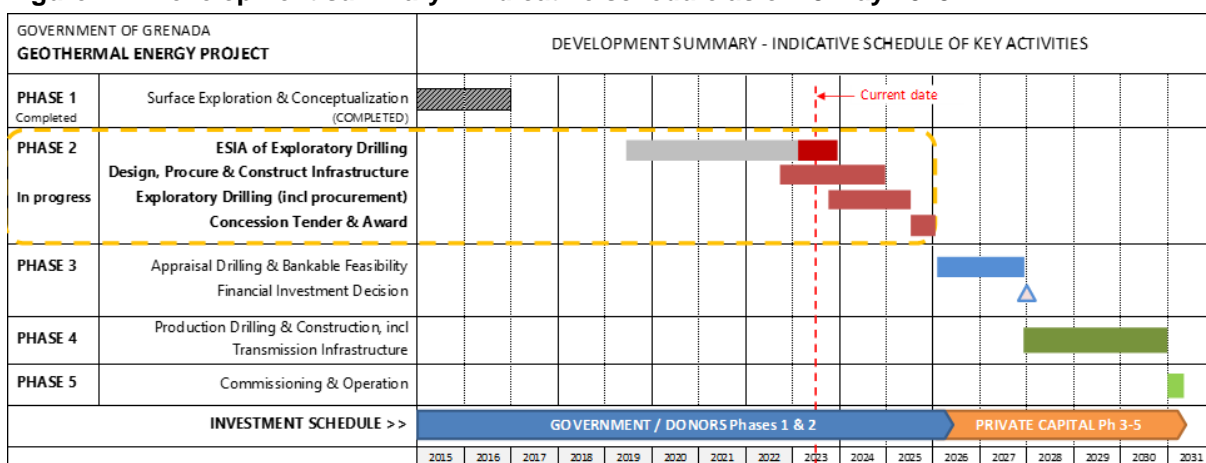 GOVERNMENT OF GRENADA
GEOTHERMAL ENERGY PROJECT
DEVELOPMENT SUMMARY - INDICATIVE SCHEDULE OF KEY ACTIVITIES
PHASE 1
Completed
Surface Exploration & Conceptualization
(COMPLETED)
Current date
PHASE 2
In progress
ESIA of Exploratory Drilling
Design, Procure & Construct Infrastructure
Exploratory Drilling (incl procurement)
Concession Tender & Award
PHASE 3
Appraisal Drilling & Bankable Feasibility
Financial Investment Decision
PHASE 4
Production Drilling & Construction, incl
Transmission Infrastructure
PHASE 5
Commissioning & Operation
INVESTMENT SCHEDULE >>
GOVERNMENT / DONORS Phases 1 & 2
PRIVATE CAPITAL Ph 3-5
2015 2016 2017 2018 2019 2020 2021 2022 2023 2024 2025 2026 2027 2028 2029 2030 2031